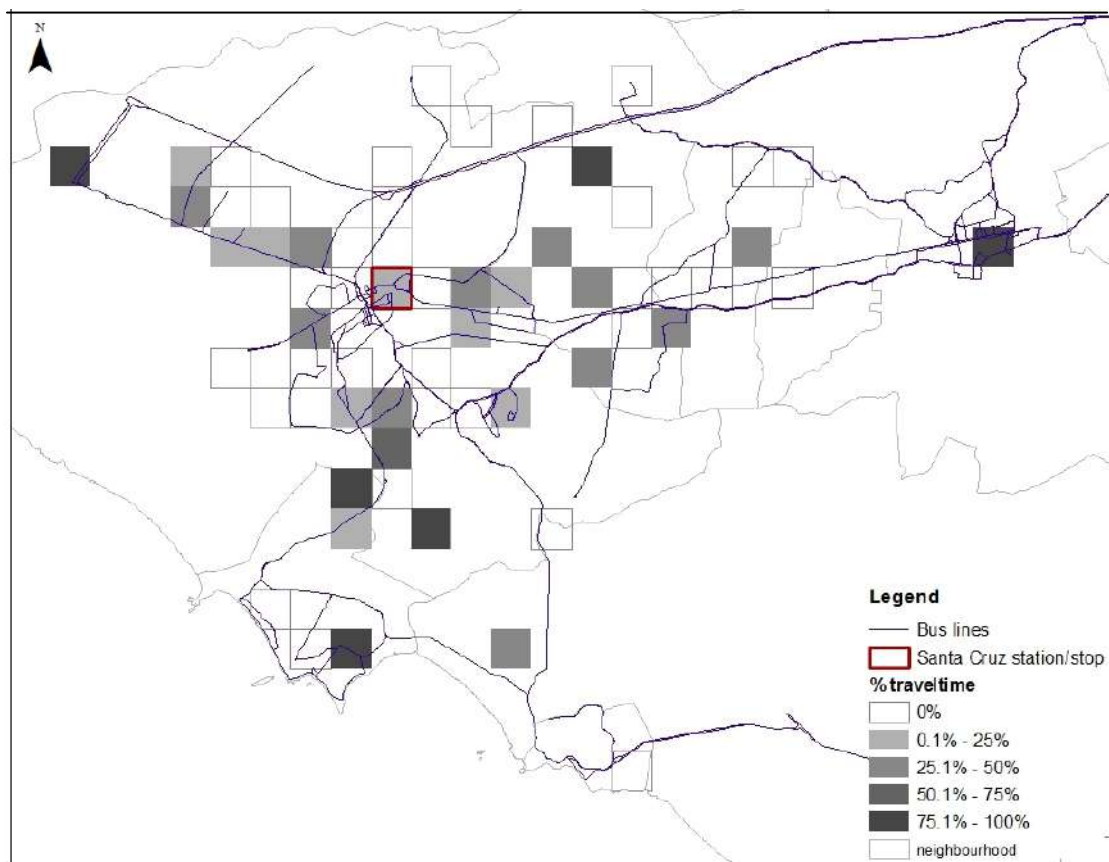 N
Legend
Bus lines
Santa Cruz station/stop
% traveltime
0%
0.1% - 25%
25.1% - 50%
50.1% - 75%
75.1% - 100%
neighbourhood